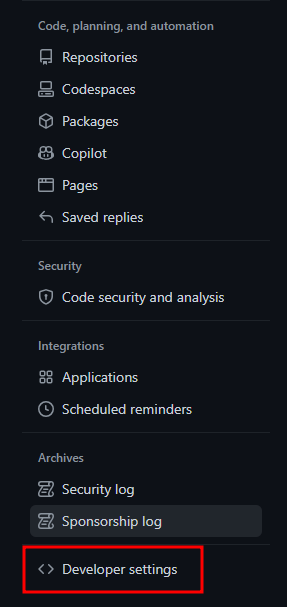 Code, planning, and automation
Repositories
Codespaces
Packages
Copilot
Pages
Saved replies
Security
Code security and analysis
Integrations
Applications
Scheduled reminders
Archives
Security log
Sponsorship log
Developer settings